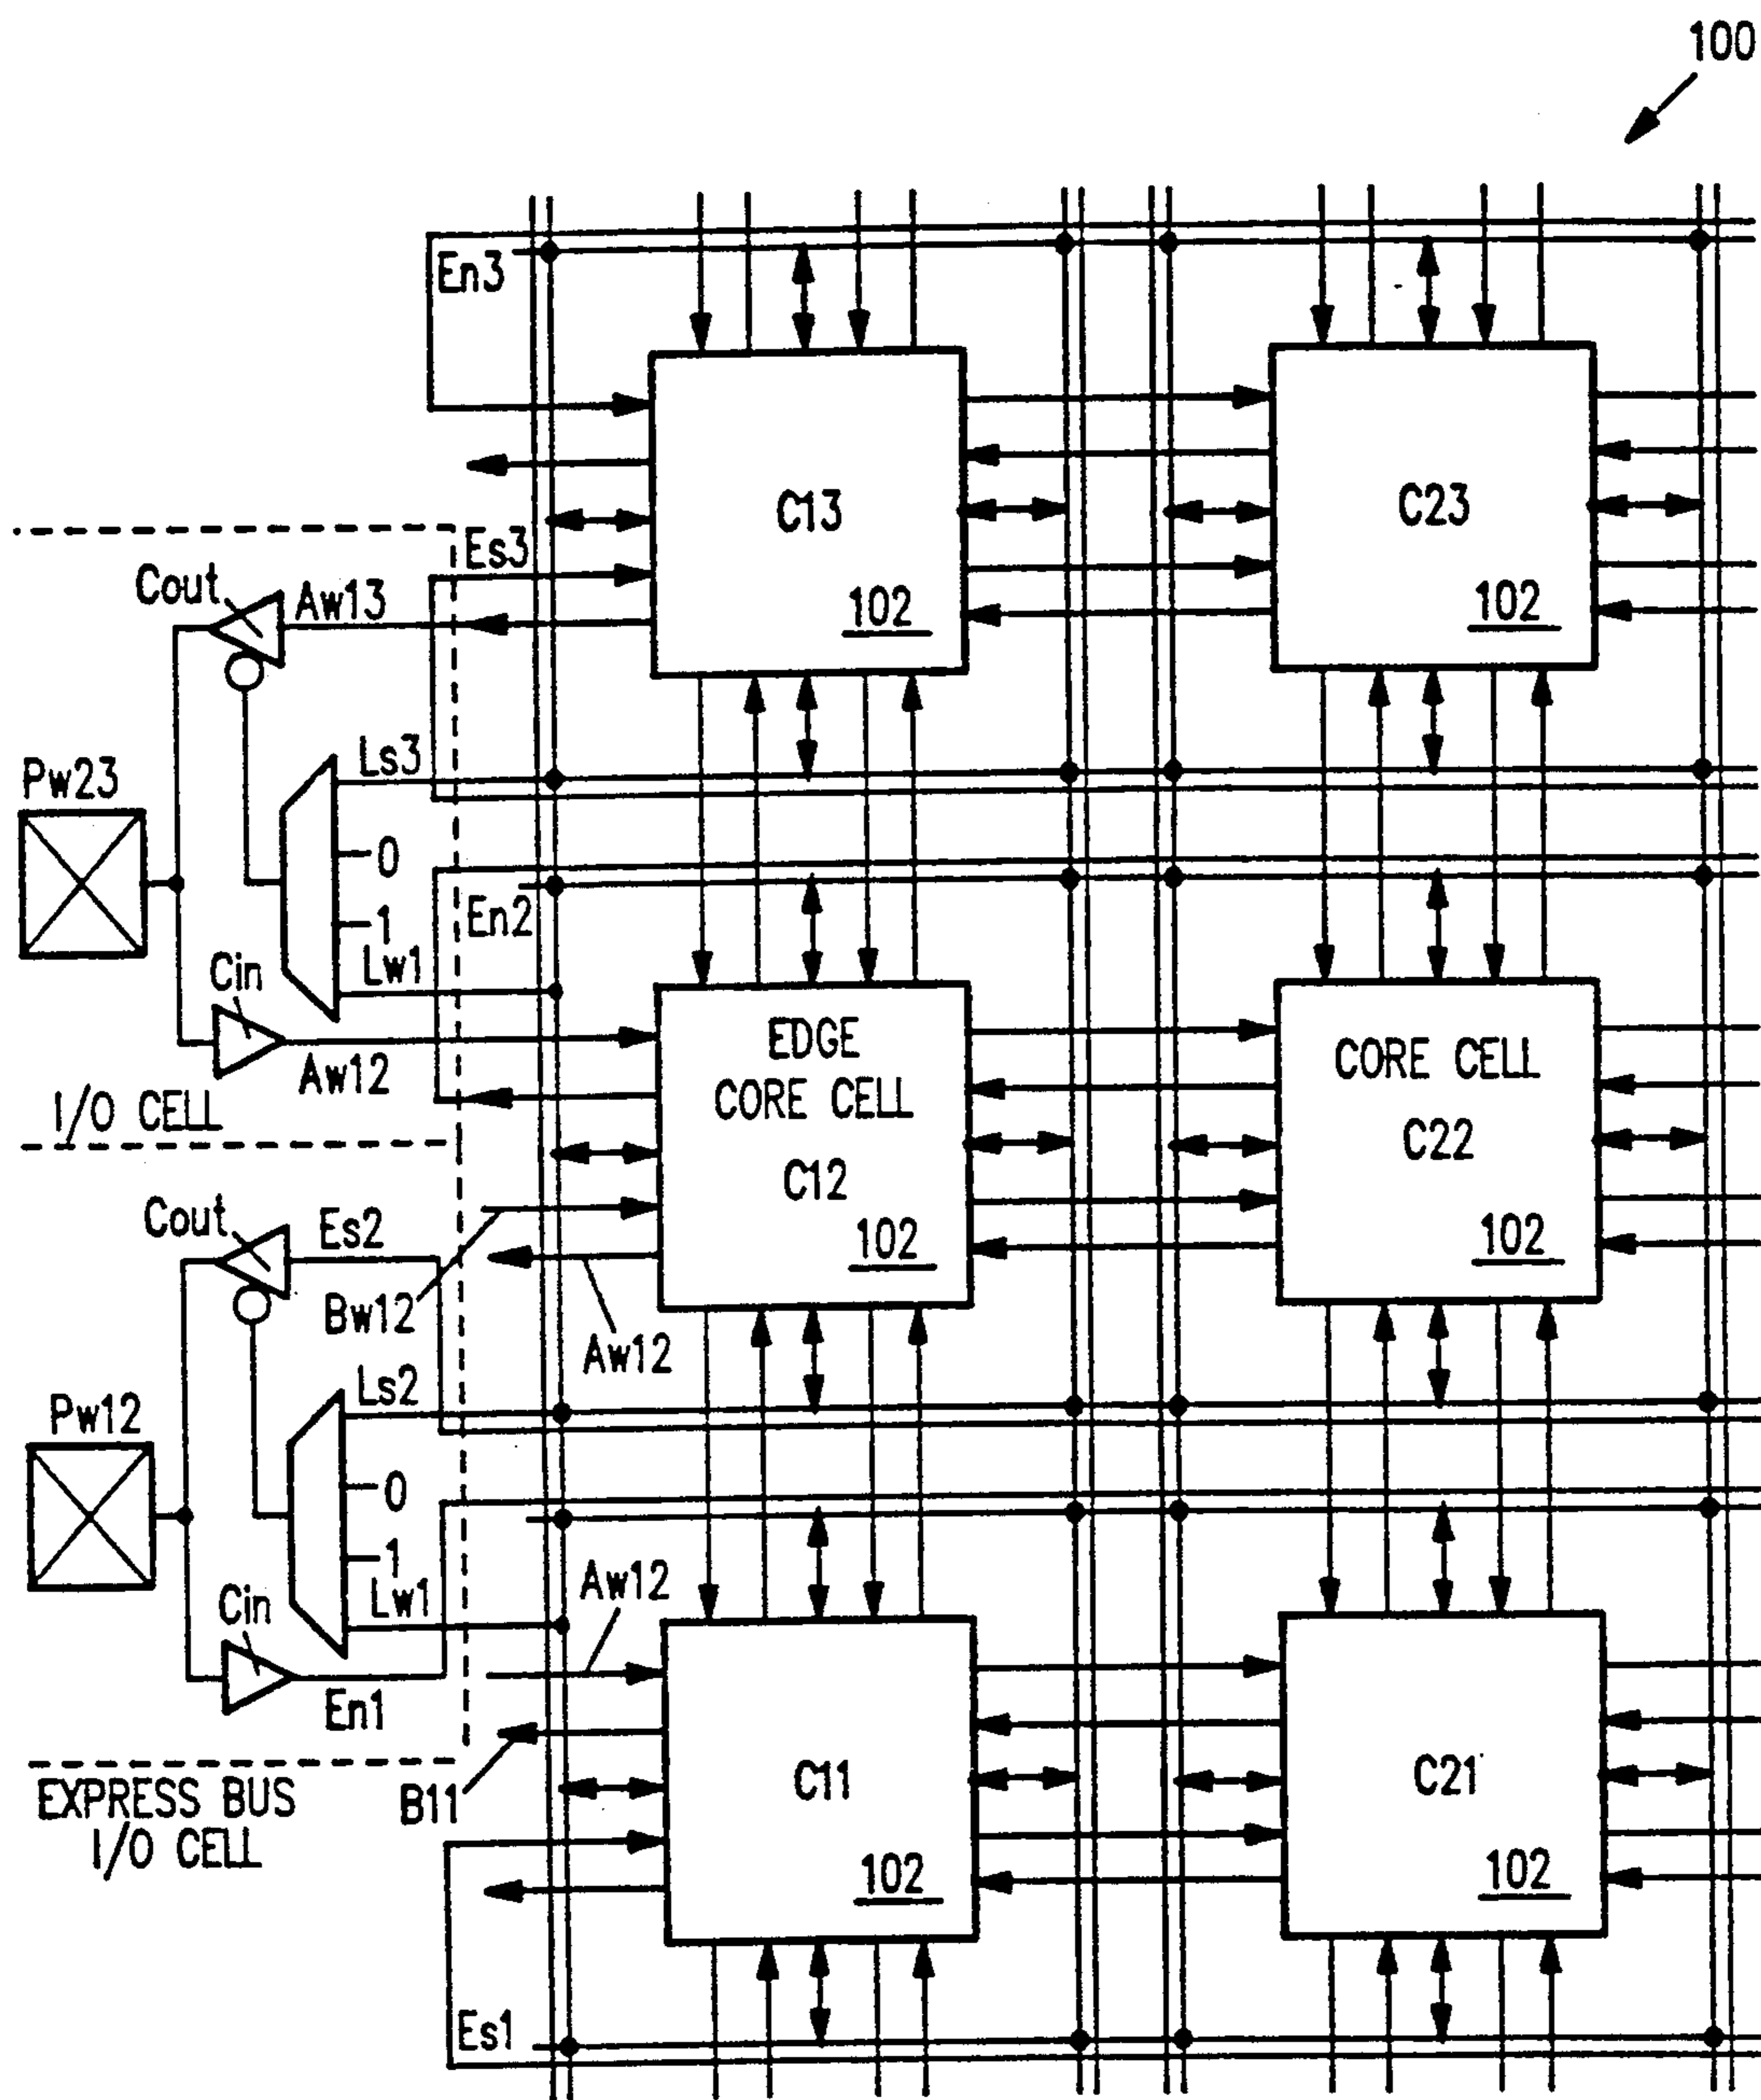 100
En3
C13
102
C23
102
Es3
Cout
Aw13
Pw23
Ls3
0
1
Lw1
En2
Cin
Aw12
I/O CELL
EDGE
CORE CELL
C12
102
CORE CELL
C22
102
Cout
Es2
Bw12
Aw12
Pw12
Ls2
0
1
Lw1
Aw12
Cin
En1
EXPRESS BUS
I/O CELL
B11
C11
102
C21
102
Es1